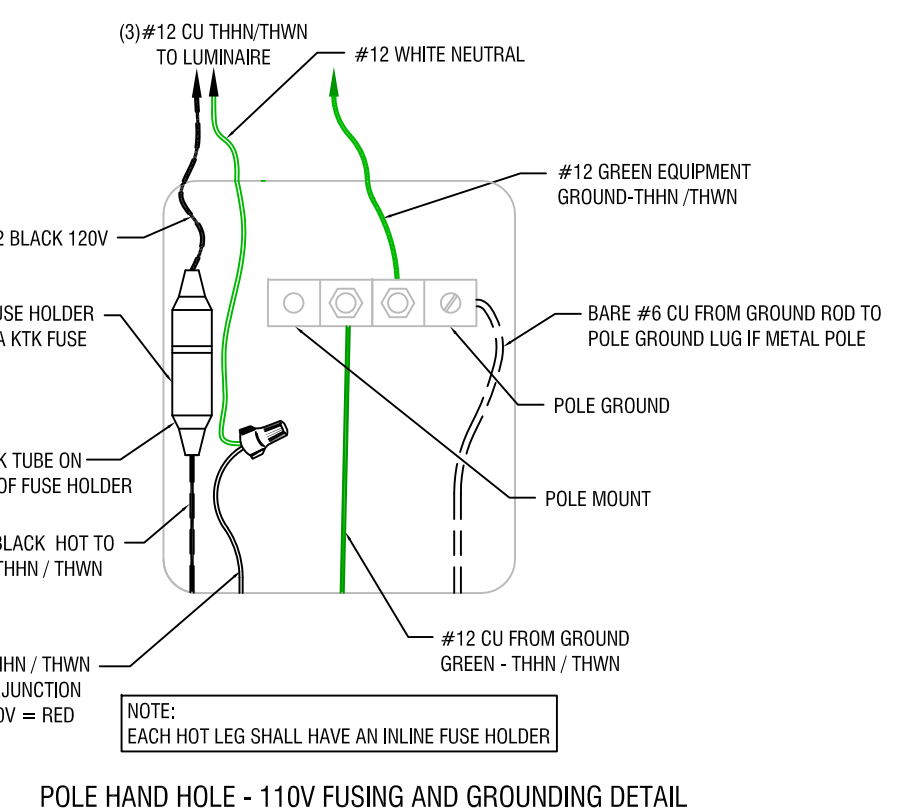 (3)#12 CU THHN/THWN
TO LUMINAIRE
#12 WHITE NEUTRAL
#12 GREEN EQUIPMENT
GROUND-THHN /THWN
2 BLACK 120V
USE HOLDER
A KTK FUSE
BARE #6 CU FROM GROUND ROD TO
POLE GROUND LUG IF METAL POLE
POLE GROUND
K TUBE ON
OF FUSE HOLDER
POLE MOUNT
BLACK HOT TO
THHN / THWN
#12 CU FROM GROUND
GREEN - THHN / THWN
HN / THWN
JUNCTION
0V = RED
NOTE:
EACH HOT LEG SHALL HAVE AN INLINE FUSE HOLDER
POLE HAND HOLE - 110V FUSING AND GROUNDING DETAIL